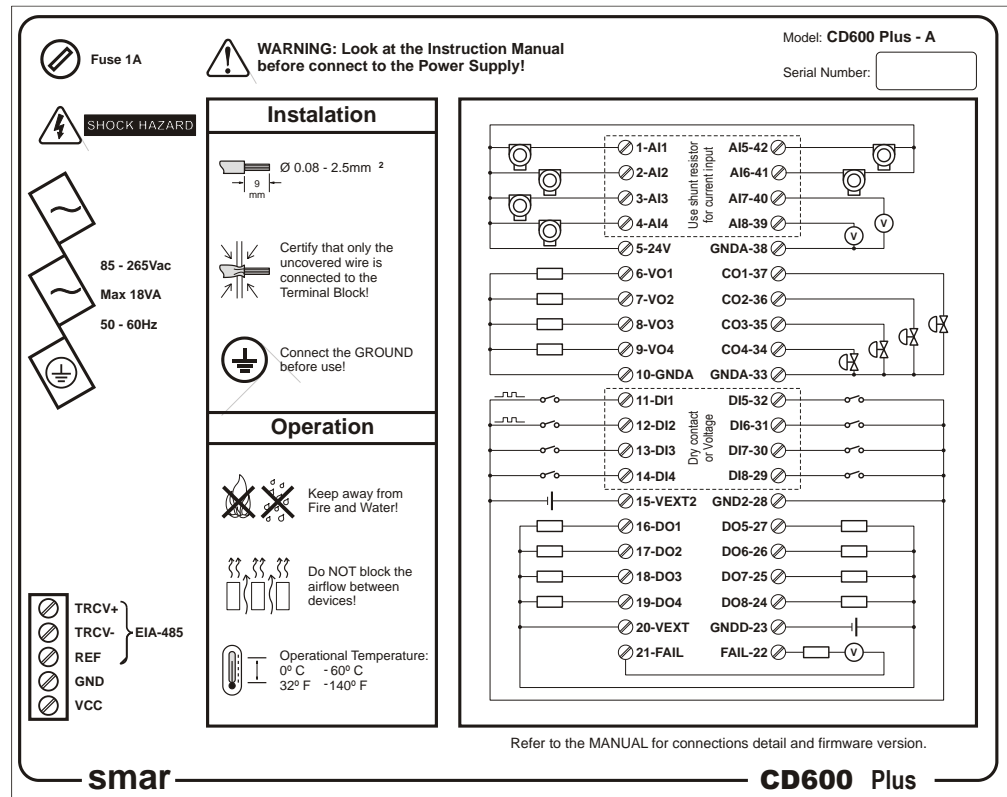 Fuse 1A
WARNING: Look at the Instruction Manual
before connect to the Power Supply!
Model: CD600 Plus - A
Serial Number:
SHOCK HAZARD
85 - 265Vac
Max 18VA
50 - 60Hz
TRCV+
TRCV-
REF
EIA-485
GND
VCC
Instalation
Ø 0.08 - 2.5mm ²
9
mm
Certify that only the
uncovered wire is
connected to the
Terminal Block!
Connect the GROUND
before use!
Operation
Keep away from
Fire and Water!
Do NOT block the
airflow between
devices!
Operational Temperature:
0º C - 60º C
32º F - 140º F
1-AI1
AI5-42
2-AI2
AI6-41
3-AI3
AI7-40
4-AI4
AI8-39
Use shunt resistor
for current input
V
V
5-24V
GNDA-38
6-VO1
CO1-37
7-VO2
CO2-36
8-VO3
CO3-35
9-VO4
CO4-34
10-GNDA
GNDA-33
11-DI1
DI5-32
12-DI2
DI6-31
13-DI3
DI7-30
14-DI4
DI8-29
Dry contact
or Voltage
15-VEXT2
GND2-28
16-DO1
DO5-27
17-DO2
DO6-26
18-DO3
DO7-25
19-DO4
DO8-24
20-VEXT
GNDD-23
21-FAIL
FAIL-22
V
Refer to the MANUAL for connections detail and firmware version.
smar
CD600 Plus